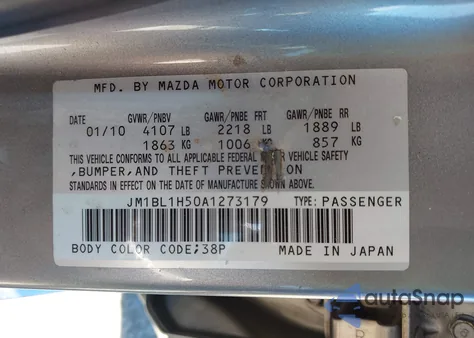 MFD. BY MAZDA MOTOR CORPORATION
DATE GVWR/PNBV GAWR/PNBE FRT GAWR/PNBE RR
01/10 4107 LB 2218 LB 1889 LB
1863 KG 1006 KG 857 KG
THIS VEHICLE CONFORMS TO ALL APPLICABLE FEDERAL MOTOR VEHICLE SAFETY
,BUMPER,AND THEFT PREVENTION
STANDARDS IN EFFECT ON THE DATE OF MANUFACTURE SHOWN ABOVE.
JM1BL1H50A1273179 TYPE: PASSENGER
BODY COLOR CODE;38P MADE IN JAPAN
autoSnap